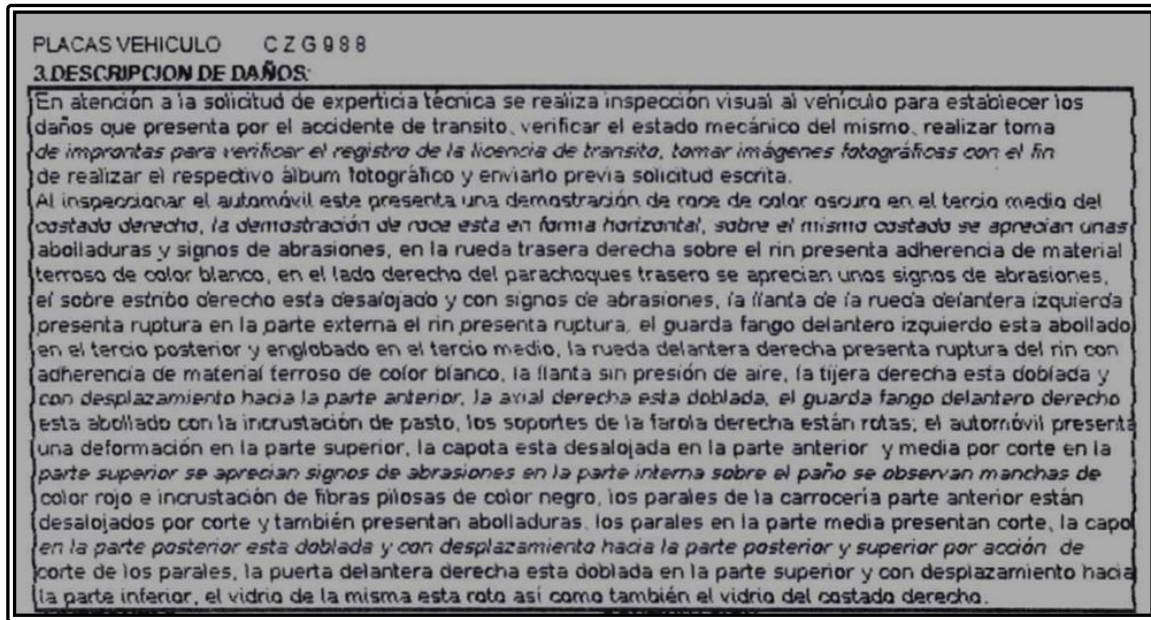 PLACAS VEHICULO CZG988
3.DESCRIPCION DE DAÑOS:
En atención a la solicitud de experticia técnica se realiza inspección visual al vehículo para establecer los
daños que presenta por el accidente de transito, verificar el estado mecánico del mismo, realizar toma
de improntas para verificar el registro de la licencia de transito, tomar imágenes fotográficas con el fin
de realizar el respectivo álbum fotográfico y enviarlo previa solicitud escrita.
Al inspeccionar el automóvil este presenta una demostración de roce de color oscuro en el tercio medio del
costado derecho, la demostración de roce esta en forma horizontal, sobre el mismo costado se aprecian unas
abolladuras y signos de abrasiones, en la rueda trasera derecha sobre el rin presenta adherencia de material
terroso de color blanco, en el lado derecho del parachoques trasero se aprecian unos signos de abrasiones,
el sobre estribo derecho esta desalojado y con signos de abrasiones, la llanta de la rueda delantera izquierda
presenta ruptura en la parte externa el rin presenta ruptura, el guarda fango delantero izquierdo esta abollado
en el tercio posterior y englobado en el tercio medio, la rueda delantera derecha presenta ruptura del rin con
adherencia de material terroso de color blanco, la llanta sin presión de aire, la tijera derecha esta doblada y
con desplazamiento hacia la parte anterior, la axial derecha esta doblada, el guarda fango delantero derecho
esta abollado con la incrustación de pasto, los soportes de la farola derecha están rotas; el automóvil presenta
una deformación en la parte superior, la capota esta desalojada en la parte anterior y media por corte en la
parte superior se aprecian signos de abrasiones en la parte interna sobre el paño se observan manchas de
color rojo e incrustación de fibras pilosas de color negro, los parales de la carrocería parte anterior están
desalojados por corte y también presentan abolladuras, los parales en la parte media presentan corte, la capo
en la parte posterior esta doblada y con desplazamiento hacia la parte posterior y superior por acción de
corte de los parales, la puerta delantera derecha esta doblada en la parte superior y con desplazamiento hacia
la parte inferior, el vidrio de la misma esta roto así como también el vidrio del costado derecho.